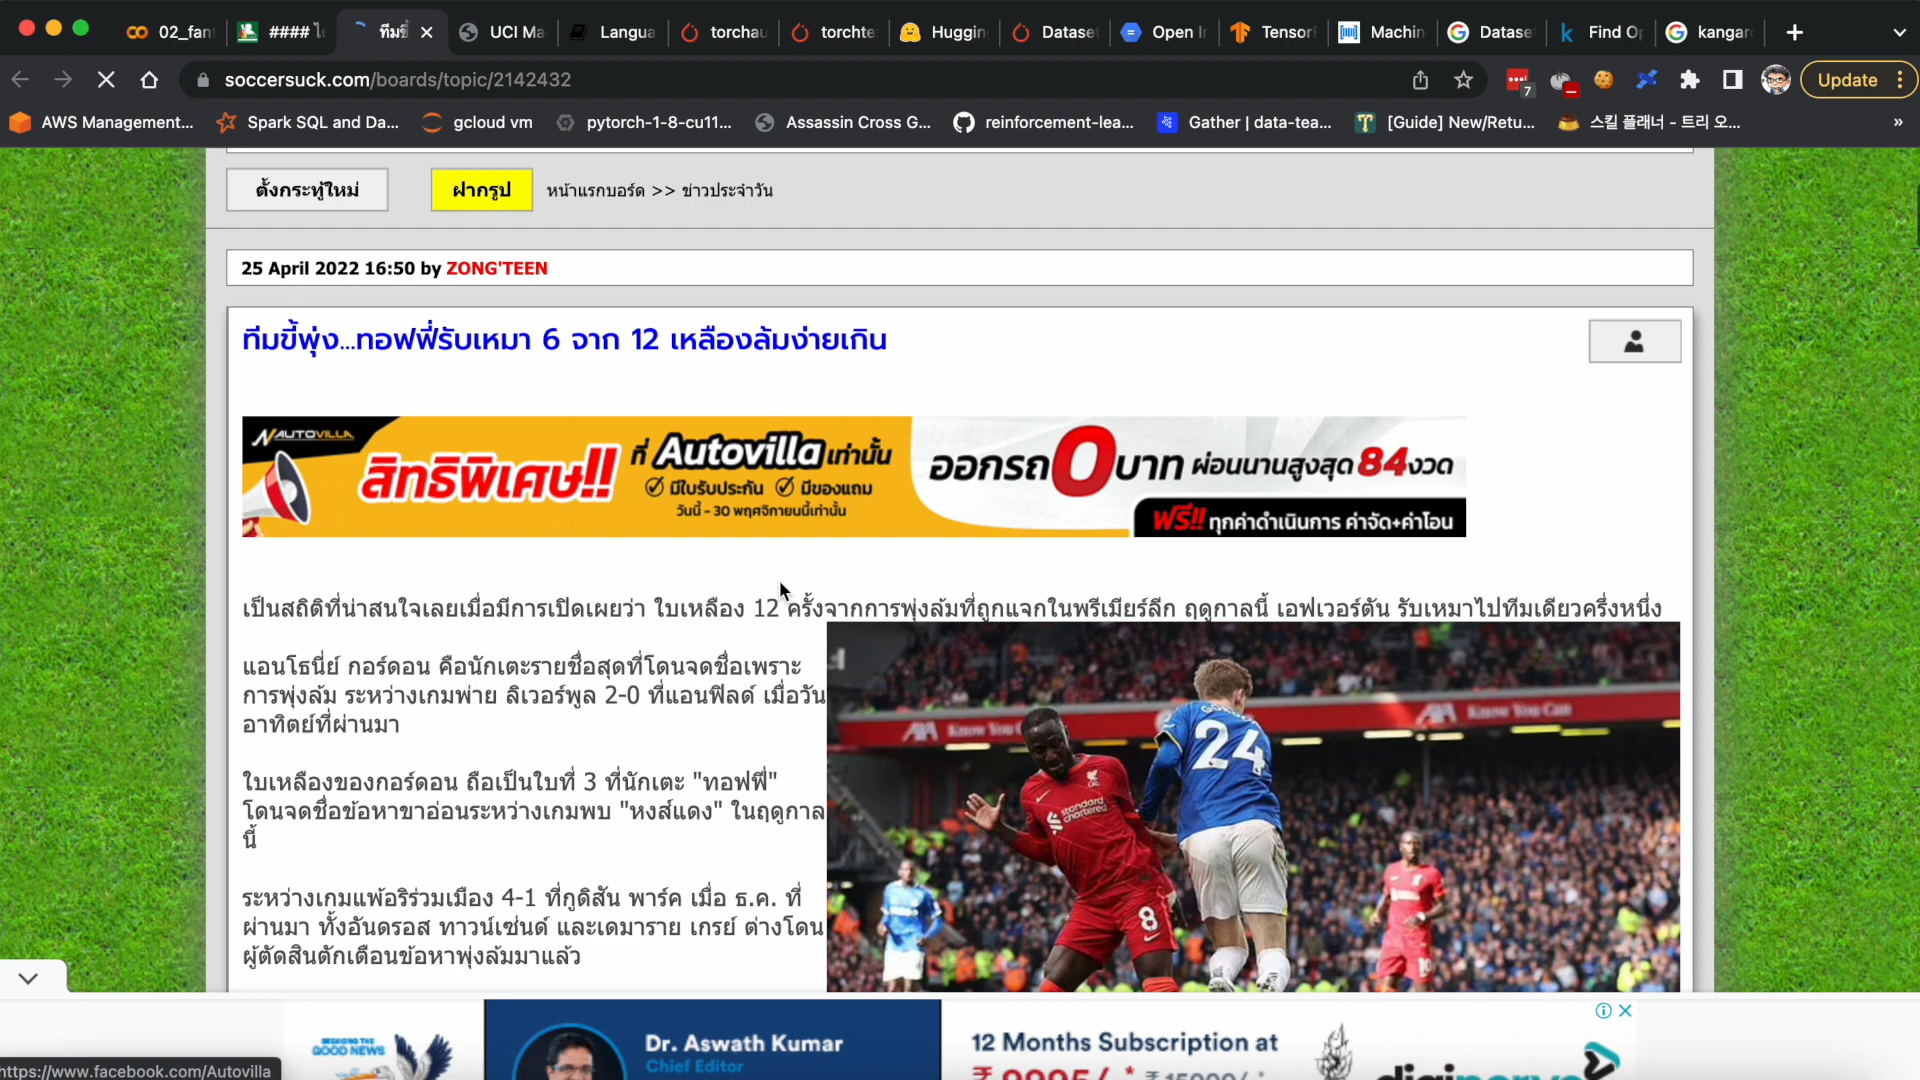 02_fant
#### ไ
ทีมขี้
UCI Ma
Langua
torchau
torchte
Huggin
Dataset
Open I
Tensor
Machin
Datase
Find O
kangar
soccersuck.com/boards/topic/2142432
7
Update
AWS Management...
Spark SQL and Da...
gcloud vm
pytorch-1-8-cu11...
Assassin Cross G...
reinforcement-lea...
Gather | data-tea...
[Guide] New/Retu...
스킬 플래너 - 트리 오...
»
ตั้งกระทู้ใหม่
ฝากรูป
หน้าแรกบอร์ด >> ข่าวประจำวัน
25 April 2022 16:50 by ZONG'TEEN
ทีมขี้พุ่ง...ทอฟฟี่รับเหมา 6 จาก 12 เหลืองล้มง่ายเกิน
AUTOVILLA
สิทธิพิเศษ!! ที่ Autovilla เท่านั้น
มีใบรับประกัน มีของแถม
วันนี้ - 30 พฤศจิกายนนี้เท่านั้น
ออกรถ 0 บาท ผ่อนนานสูงสุด 84 งวด
ฟรี!! ทุกค่าดำเนินการ ค่าจัด+ค่าโอน
เป็นสถิติที่น่าสนใจเลยเมื่อมีการเปิดเผยว่า ใบเหลือง 12 ครั้งจากการพุ่งล้มที่ถูกแจกในพรีเมียร์ลีก ฤดูกาลนี้ เอฟเวอร์ตัน รับเหมาไปทีมเดียวครึ่งหนึ่ง
แอนโธนี่ย์ กอร์ดอน คือนักเตะรายชื่อสุดที่โดนจดชื่อเพราะ
การพุ่งล้ม ระหว่างเกมพ่าย ลิเวอร์พูล 2-0 ที่แอนฟิลด์ เมื่อวัน
อาทิตย์ที่ผ่านมา
ใบเหลืองของกอร์ดอน ถือเป็นใบที่ 3 ที่นักเตะ "ทอฟฟี่"
โดนจดชื่อข้อหาขาอ่อนระหว่างเกมพบ "หงส์แดง" ในฤดูกาล
นี้
ระหว่างเกมแพ้อริร่วมเมือง 4-1 ที่กูดิสัน พาร์ค เมื่อ ธ.ค. ที่
ผ่านมา ทั้งอันดรอส ทาวน์เซ่นด์ และเดมาราย เกรย์ ต่างโดน
ผู้ตัดสินตักเตือนข้อหาพุ่งล้มมาแล้ว
AXA Know You Can
AXA Know You Can
24
standard chartered
8
BREAKING THE
GOOD NEWS
Dr. Aswath Kumar
Chief Editor
12 Months Subscription at
https://www.facebook.com/Autovilla